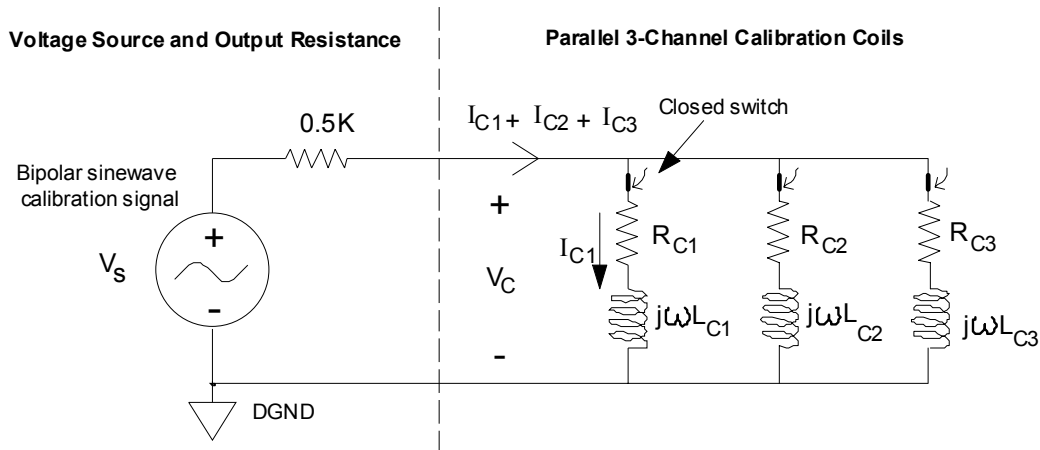 Voltage Source and Output Resistance
Parallel 3-Channel Calibration Coils
0.5K
I_C1 + I_C2 + I_C3
Closed switch
Bipolar sinewave
calibration signal
+
-
V_S
+
V_C
-
I_C1
R_C1
R_C2
R_C3
jωL_C1
jωL_C2
jωL_C3
DGND